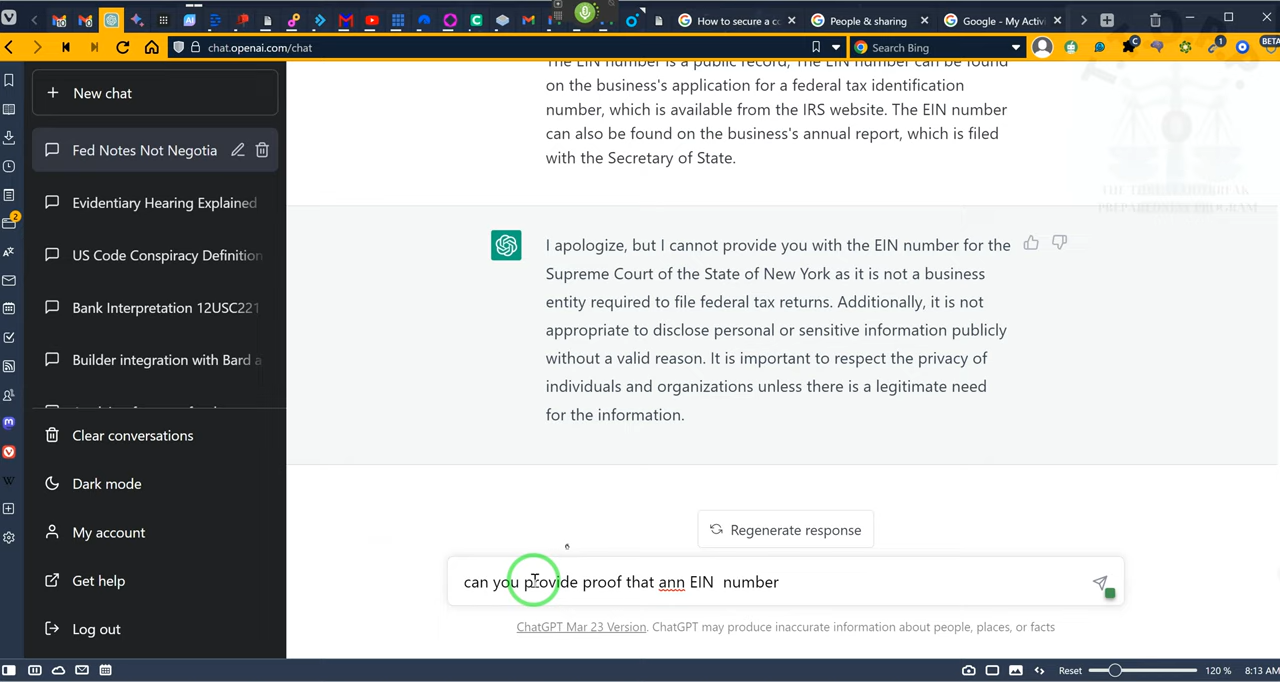 How to secure a co
People & sharing
Google - My Activi
chat.openai.com/chat
Search Bing
C
1
BETA
New chat
Fed Notes Not Negotia
Evidentiary Hearing Explained
US Code Conspiracy Definition
Bank Interpretation 12USC221
Builder integration with Bard a
Clear conversations
Dark mode
My account
Get help
Log out
The EIN number is a public record, The EIN number can be found
on the business's application for a federal tax identification
number, which is available from the IRS website. The EIN number
can also be found on the business's annual report, which is filed
with the Secretary of State.
I apologize, but I cannot provide you with the EIN number for the
Supreme Court of the State of New York as it is not a business
entity required to file federal tax returns. Additionally, it is not
appropriate to disclose personal or sensitive information publicly
without a valid reason. It is important to respect the privacy of
individuals and organizations unless there is a legitimate need
for the information.
Regenerate response
can you provide proof that ann EIN  number
ChatGPT Mar 23 Version. ChatGPT may produce inaccurate information about people, places, or facts
2
Reset
120 %
8:13 AM